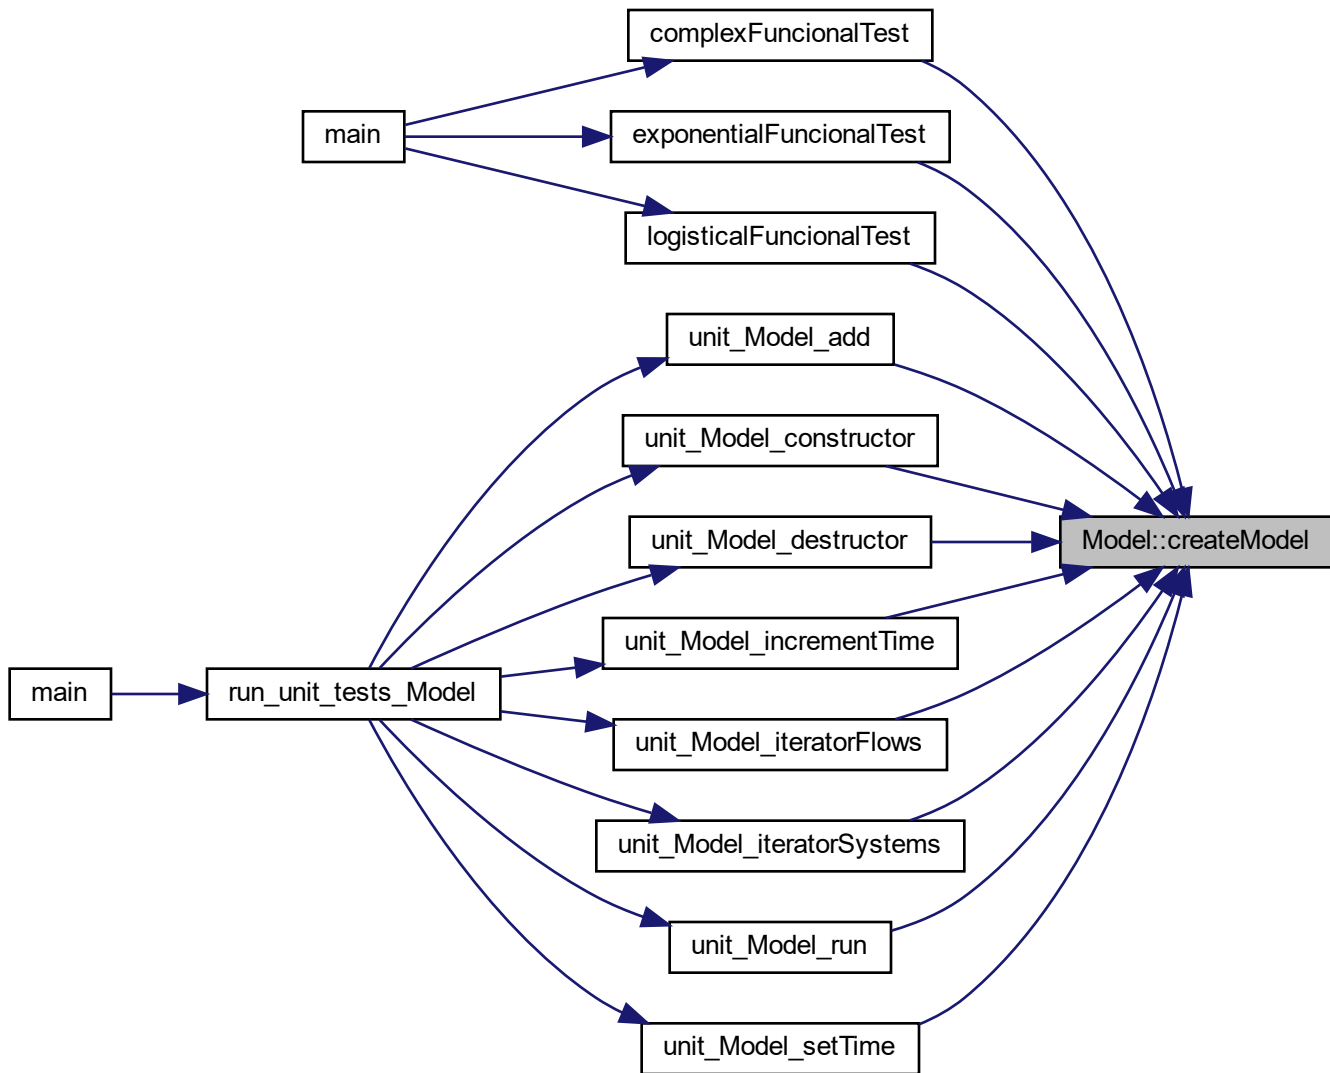 complexFuncionalTest
main
exponentialFuncionalTest
logisticalFuncionalTest
unit_Model_add
unit_Model_constructor
unit_Model_destructor
Model::createModel
unit_Model_incrementTime
main
run_unit_tests_Model
unit_Model_iteratorFlows
unit_Model_iteratorSystems
unit_Model_run
unit_Model_setTime